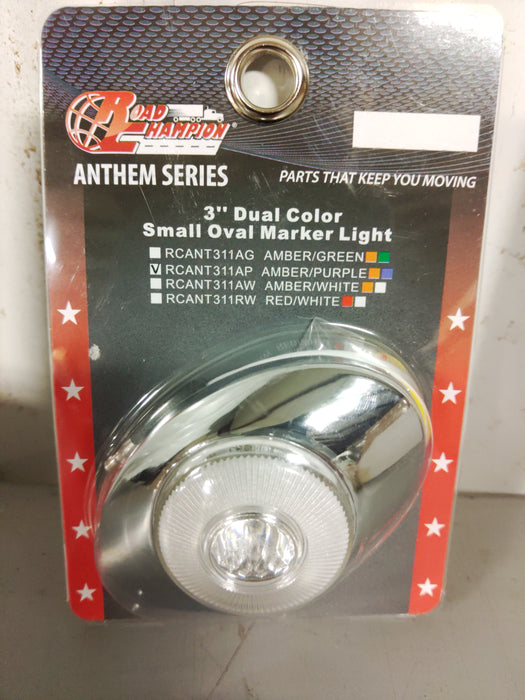 ROAD
CHAMPION®
ANTHEM SERIES
PARTS THAT KEEP YOU MOVING
3" Dual Color
Small Oval Marker Light
RCANT311AG AMBER/GREEN
RCANT311AP AMBER/PURPLE
RCANT311AW AMBER/WHITE
RCANT311RW RED/WHITE